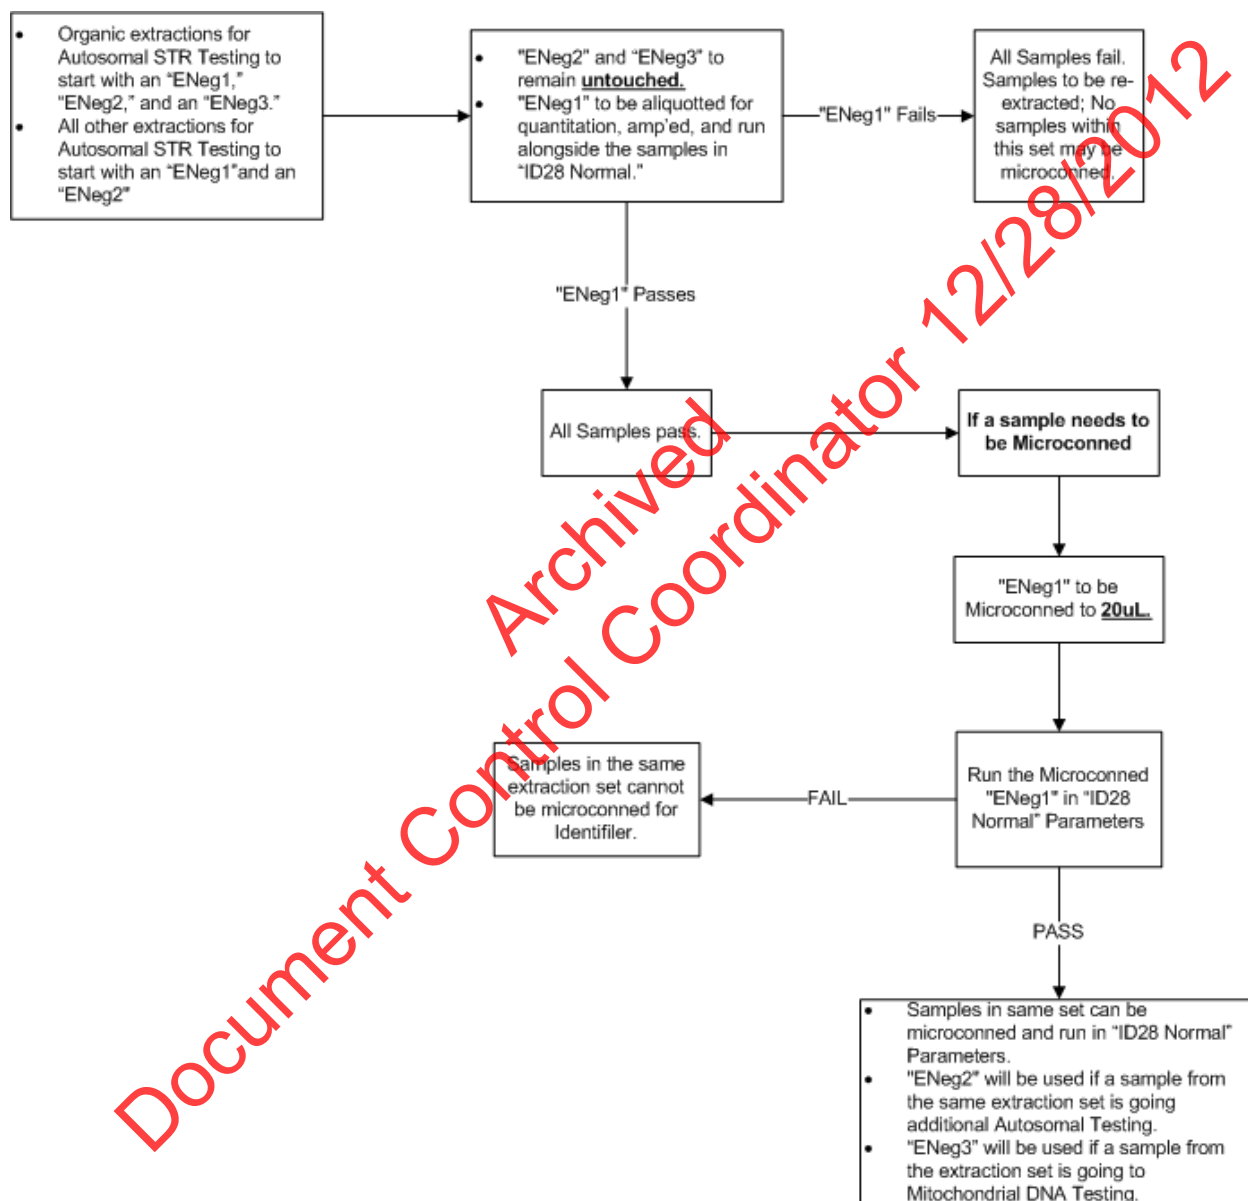 • Organic extractions for
Autosomal STR Testing to
start with an “ENeg1,”
"ENeg2,” and an “ENeg3.”
• All other extractions for
Autosomal STR Testing to
start with an “ENeg1”and an
“ENeg2”
• "ENeg2” and “ENeg3” to
remain untouched.
• "ENeg1” to be aliquotted for
quantitation, amp'ed, and run
alongside the samples in
“ID28 Normal.”
"ENeg1” Fails
All Samples fail.
Samples to be re-
extracted; No
samples within
this set may be
microconned.
"ENeg1” Passes
All Samples pass.
If a sample needs to
be Microconned
"ENeg1” to be
Microconned to 20uL.
Run the Microconned
"ENeg1” in “ID28
Normal” Parameters
FAIL
Samples in the same
extraction set cannot
be microconned for
Identifiler.
PASS
• Samples in same set can be
microconned and run in “ID28 Normal”
Parameters.
• "ENeg2” will be used if a sample from
the same extraction set is going
additional Autosomal Testing.
• "ENeg3” will be used if a sample from
the extraction set is going to
Mitochondrial DNA Testing.
Archived
Document Control Coordinator 12/28/2012